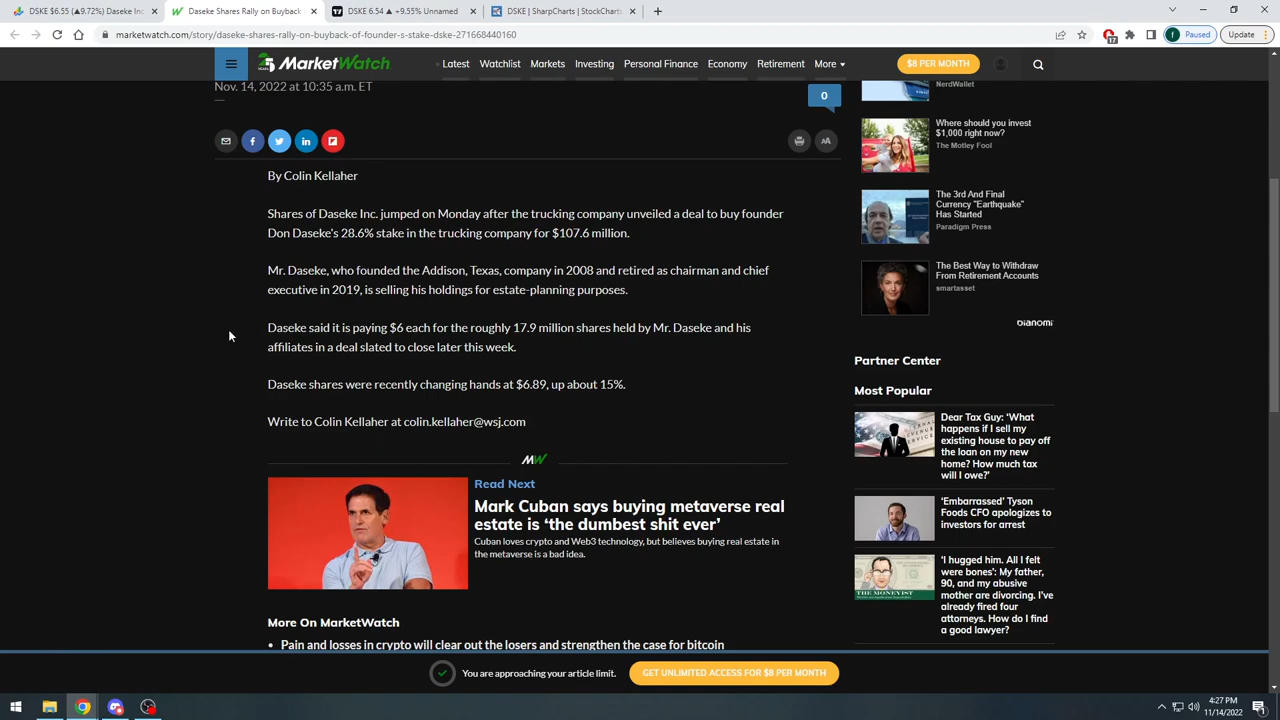 DSKE $6.55 (▲9.72%) Daseke Inc
Daseke Shares Rally on Buyback
DSKE 6.54 ▲ +9.55% Unnamed
DSKE | SharpCharts | StockChart
marketwatch.com/story/daseke-shares-rally-on-buyback-of-founder-s-stake-dske-271668440160
17
f
Paused
Update
25
YEARS
MarketWatch
Latest
Watchlist
Markets
Investing
Personal Finance
Economy
Retirement
More
$8 PER MONTH
Nov. 14, 2022 at 10:35 a.m. ET
0
AA
By Colin Kellaher
Shares of Daseke Inc. jumped on Monday after the trucking company unveiled a deal to buy founder
Don Daseke's 28.6% stake in the trucking company for $107.6 million.
Mr. Daseke, who founded the Addison, Texas, company in 2008 and retired as chairman and chief
executive in 2019, is selling his holdings for estate-planning purposes.
Daseke said it is paying $6 each for the roughly 17.9 million shares held by Mr. Daseke and his
affiliates in a deal slated to close later this week.
Daseke shares were recently changing hands at $6.89, up about 15%.
Write to Colin Kellaher at colin.kellaher@wsj.com
MW
Read Next
Mark Cuban says buying metaverse real
estate is ‘the dumbest shit ever’
Cuban loves crypto and Web3 technology, but believes buying real estate in
the metaverse is a bad idea.
More On MarketWatch
• Pain and losses in crypto will clear out the losers and strengthen the case for bitcoin
NerdWallet
Where should you invest
$1,000 right now?
The Motley Fool
The 3rd And Final
Currency "Earthquake"
Has Started
Paradigm Press
The Best Way to Withdraw
From Retirement Accounts
smartasset
Dianomi
Partner Center
Most Popular
Dear Tax Guy: ‘What
happens if I sell my
existing house to pay off
the loan on my new
home? How much tax
will I owe?’
‘Embarrassed’ Tyson
Foods CFO apologizes to
investors for arrest
THE MONEYIST
‘I hugged him. All I felt
were bones’: My father,
90, and my abusive
mother are divorcing. I've
already fired four
attorneys. How do I find
a good lawyer?
You are approaching your article limit.
GET UNLIMITED ACCESS FOR $8 PER MONTH
4:27 PM
11/14/2022
1